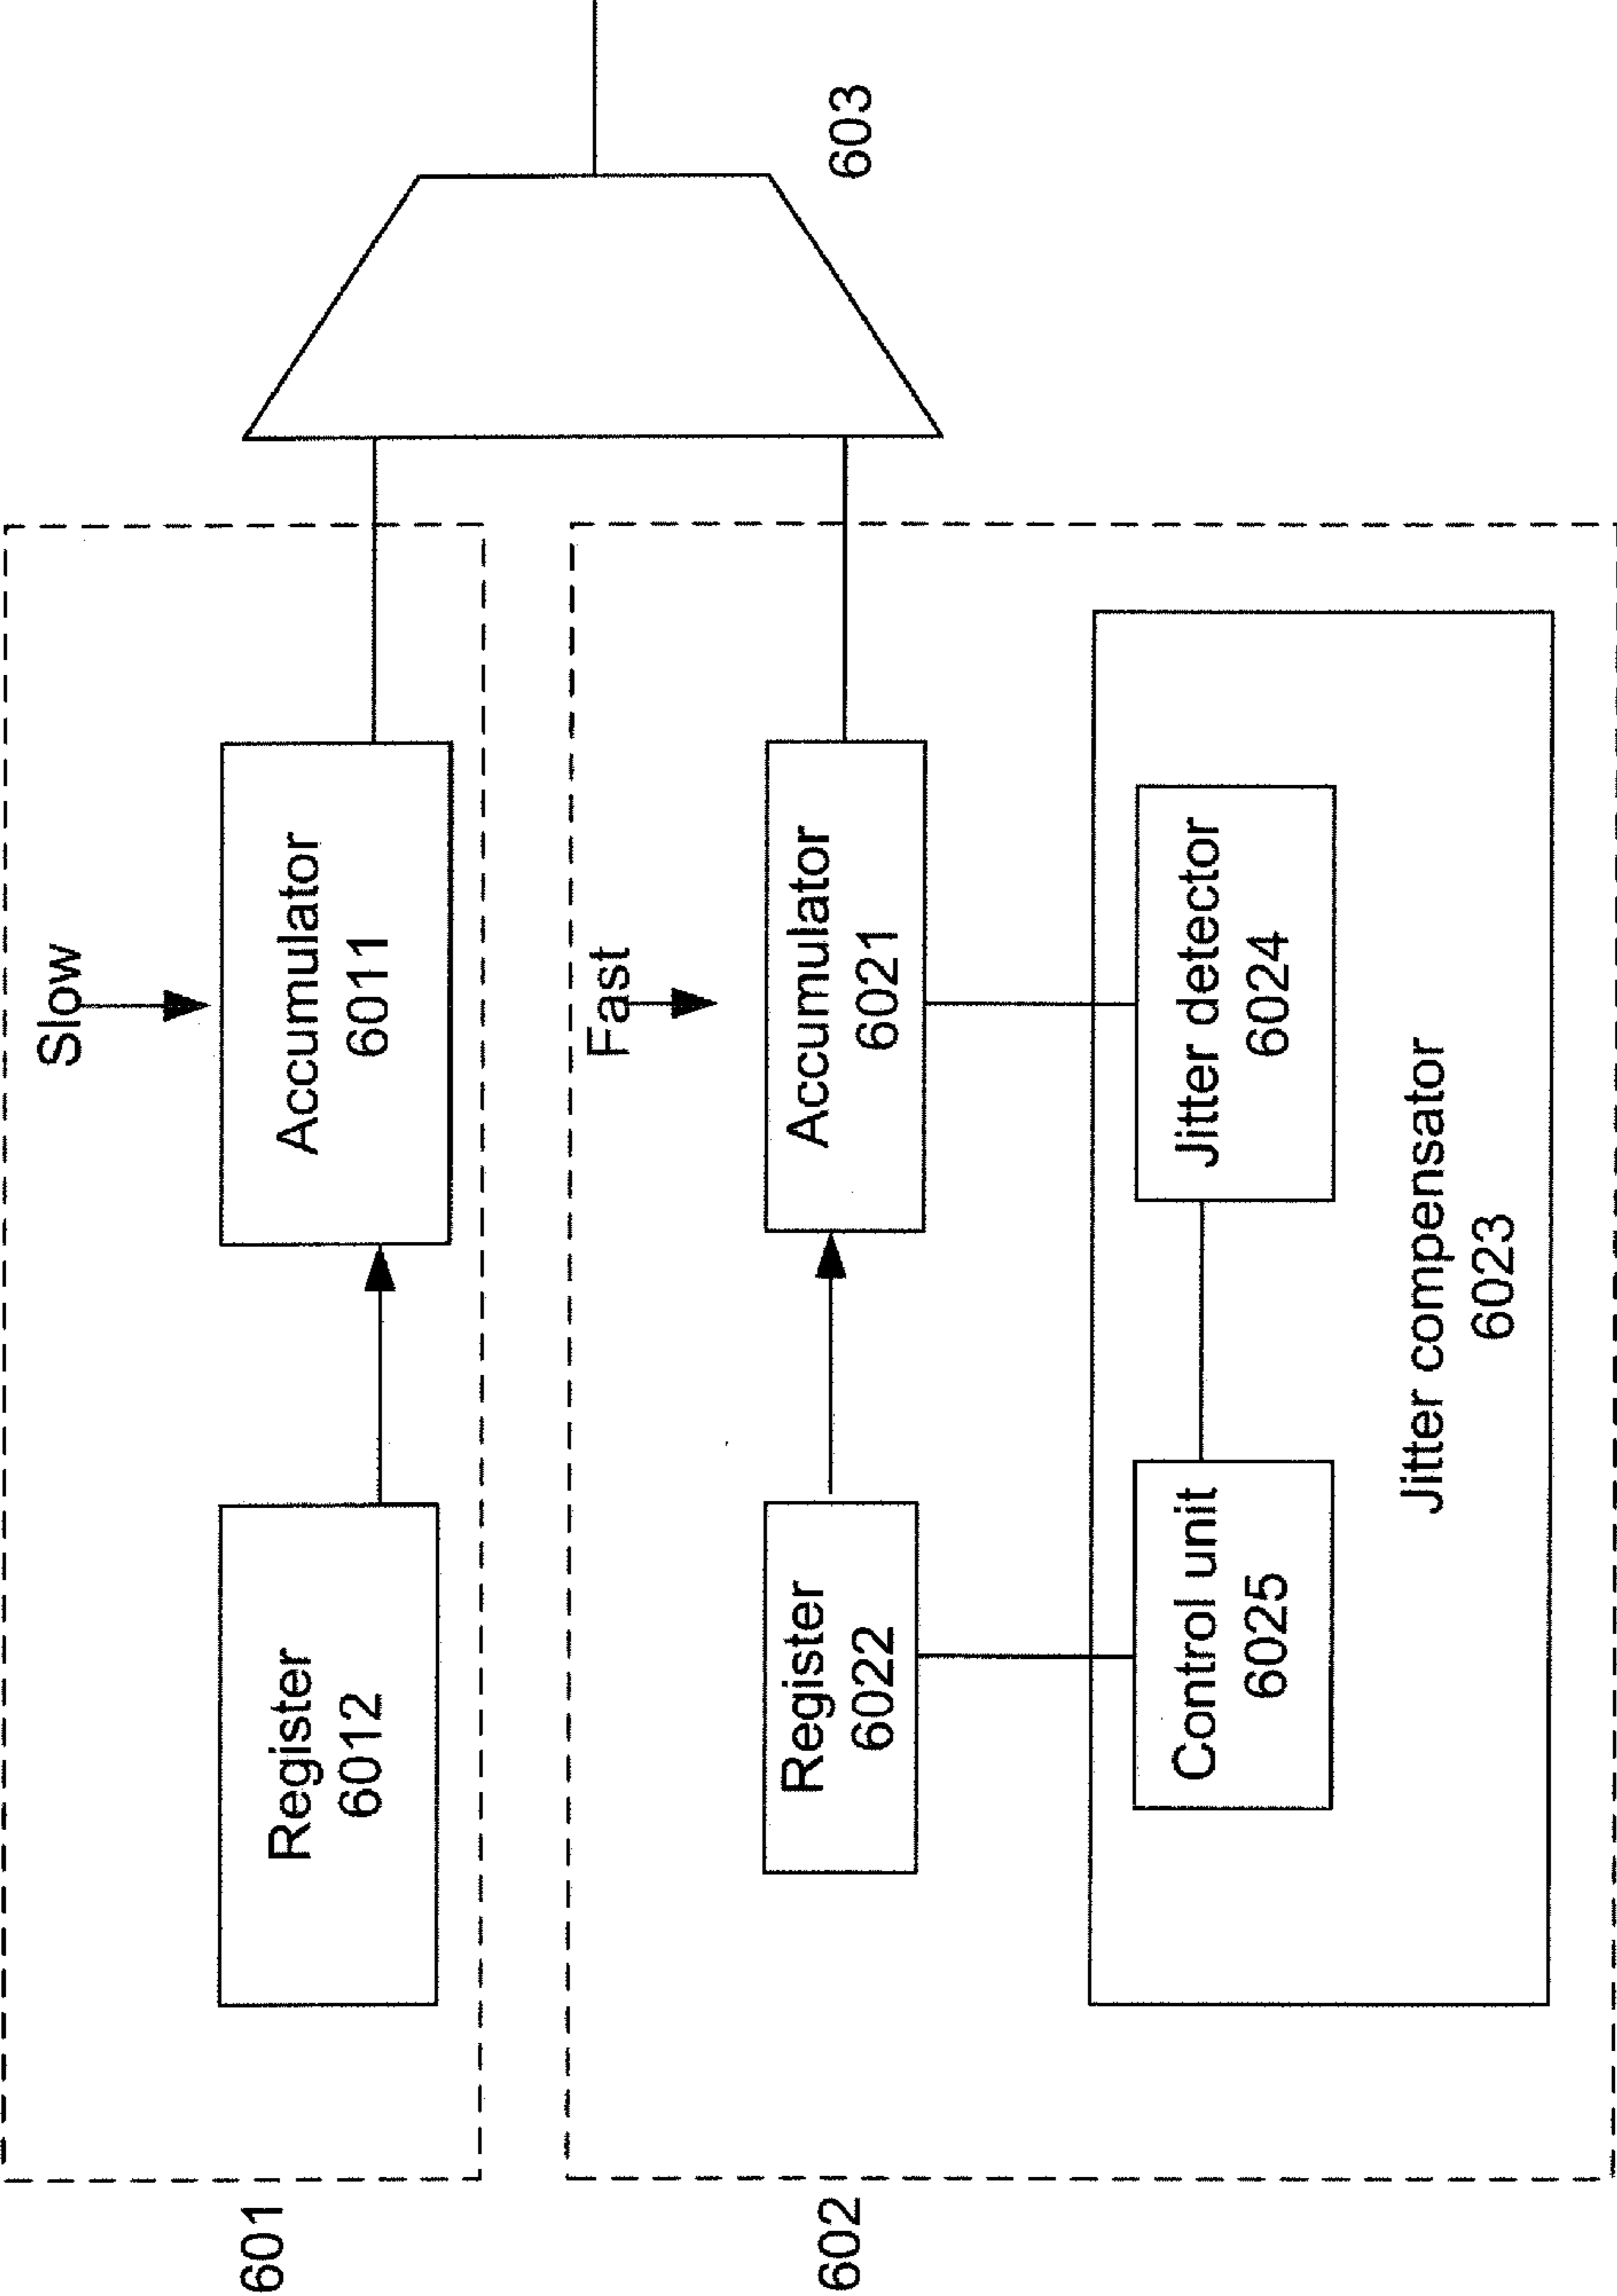 601
Slow
Register
6012
Accumulator
6011
602
Fast
Register
6022
Accumulator
6021
Control unit
6025
Jitter detector
6024
Jitter compensator
6023
603